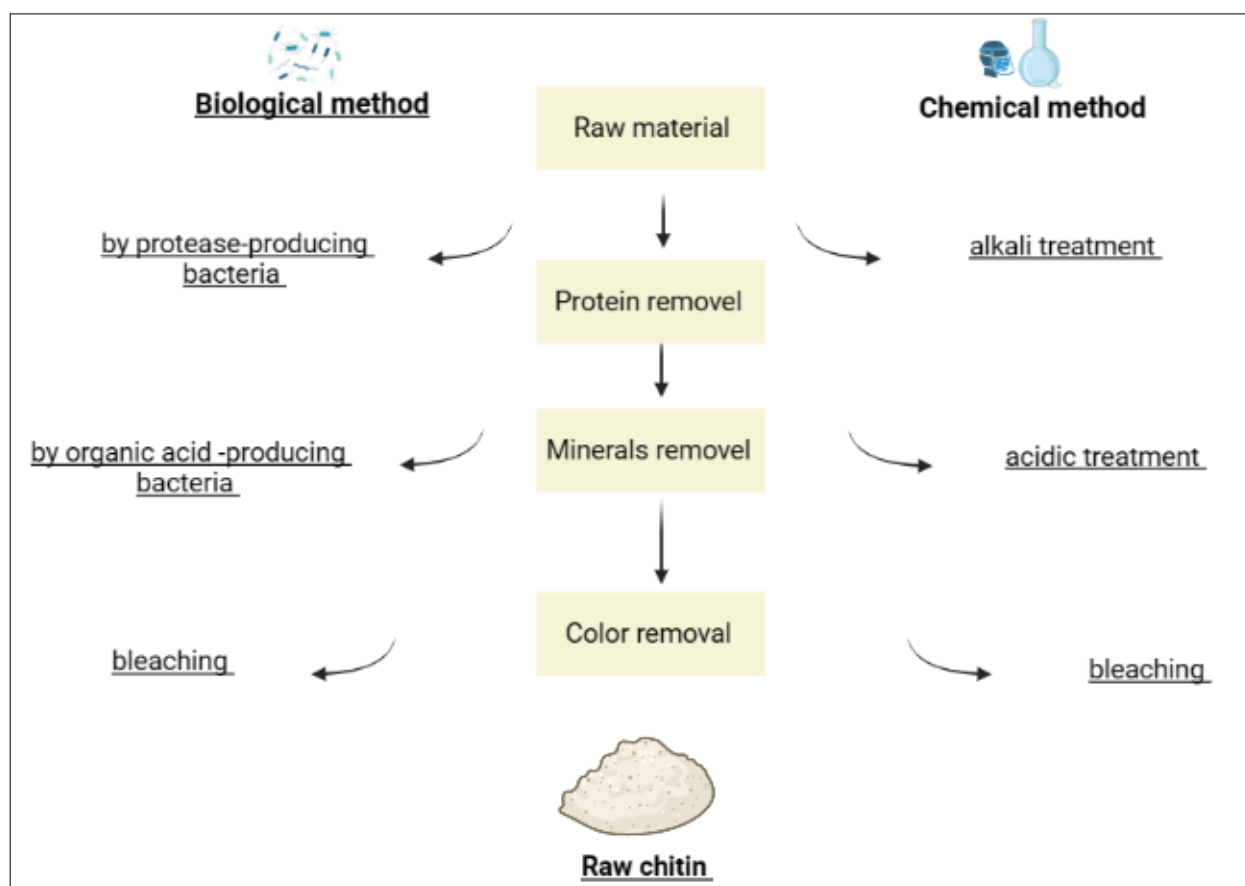 Biological method
Chemical method
Raw material
by protease-producing
bacteria
alkali treatment
Protein removel
by organic acid -producing
bacteria
Minerals removel
acidic treatment
Color removal
bleaching
bleaching
Raw chitin